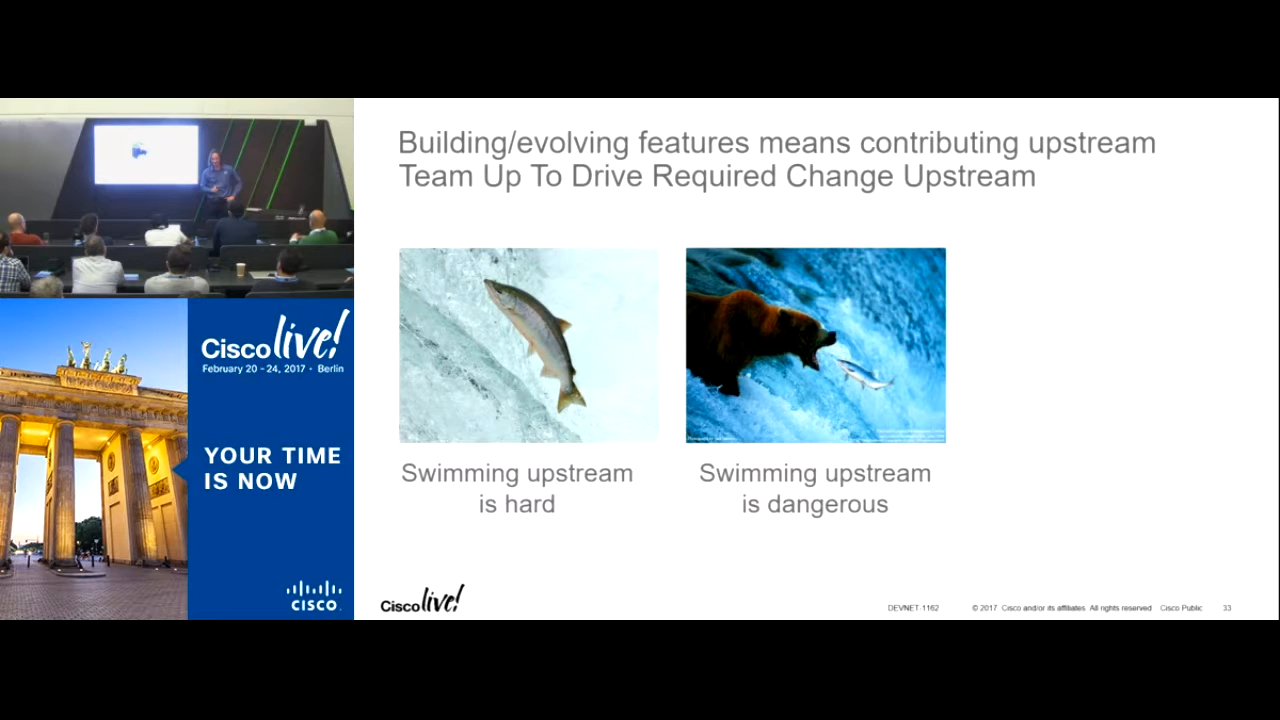 Building/evolving features means contributing upstream
Team Up To Drive Required Change Upstream
Swimming upstream
is hard
Swimming upstream
is dangerous
Cisco live!
February 20 - 24, 2017 • Berlin
YOUR TIME
IS NOW
CISCO
Cisco live!
DEVNET-1162 © 2017 Cisco and/or its affiliates. All rights reserved. Cisco Public 33